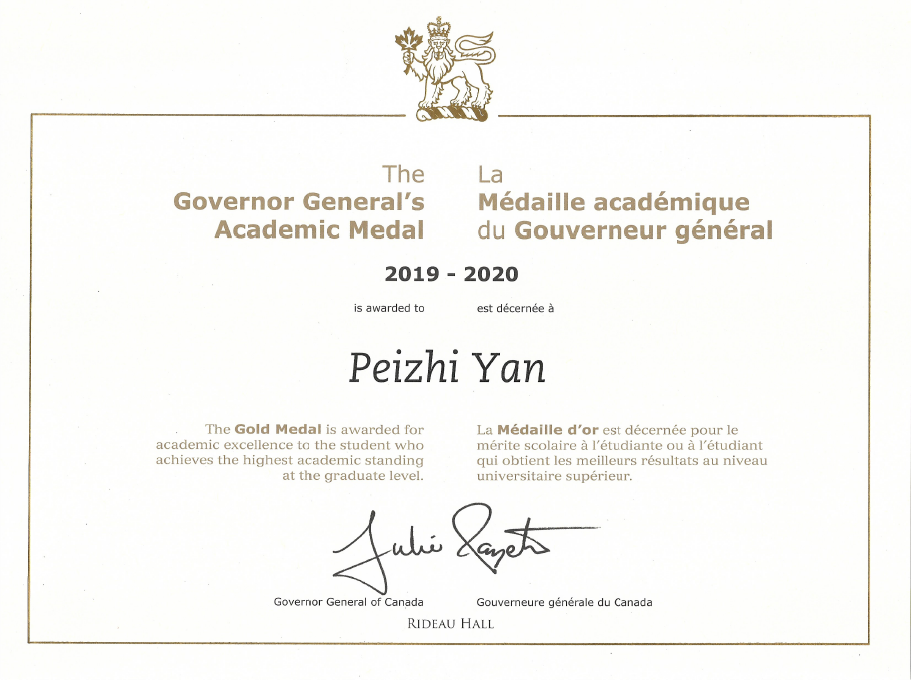 The
Governor General's
Academic Medal
La
Médaille académique
du Gouverneur général
2019 - 2020
is awarded to
est décernée à
Peizhi Yan
The Gold Medal is awarded for
academic excellence to the student who
achieves the highest academic standing
at the graduate level.
La Médaille d'or est décernée pour le
mérite scolaire à l'étudiante ou à l'étudiant
qui obtient les meilleurs résultats au niveau
universitaire supérieur.
Julie Payette
Governor General of Canada
Gouverneure générale du Canada
RIDEAU HALL